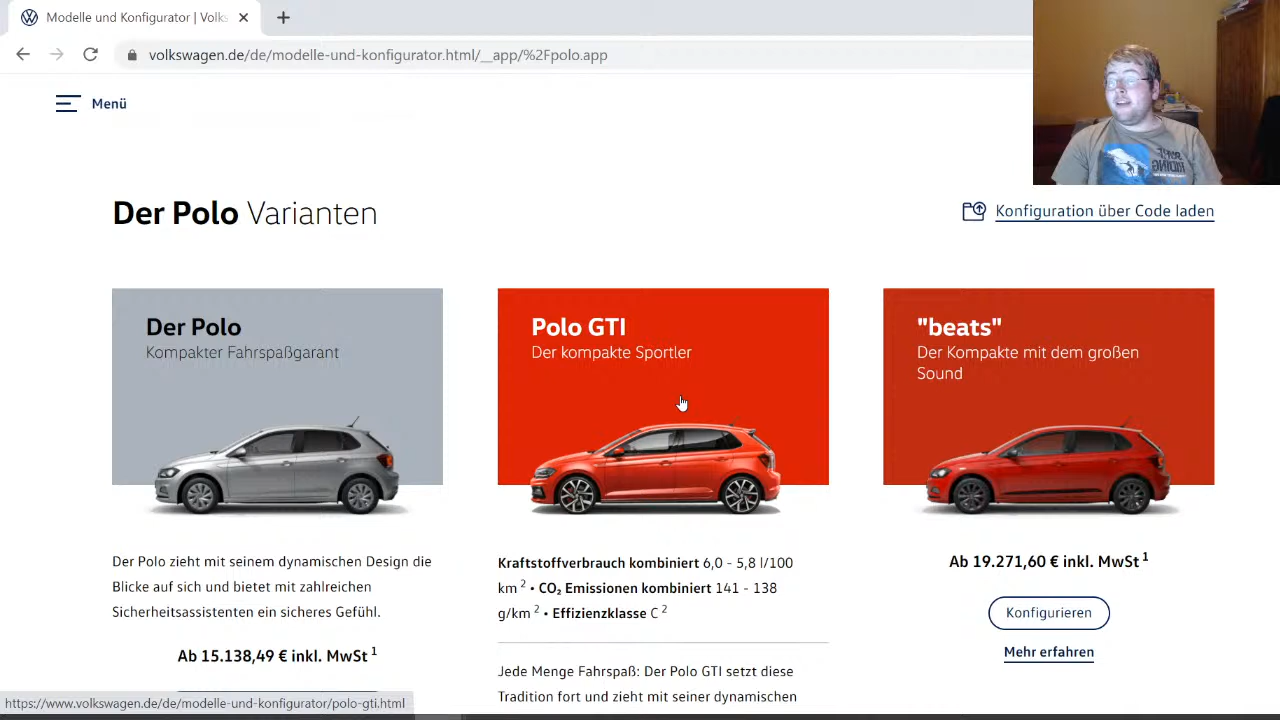 Modelle und Konfigurator | Volks
volkswagen.de/de/modelle-und-konfigurator.html/__app/%2Fpolo.app
Menü
Der Polo Varianten
Konfiguration über Code laden
Der Polo
Kompakter Fahrspaßgarant
Polo GTI
Der kompakte Sportler
"beats"
Der Kompakte mit dem großen
Sound
Der Polo zieht mit seinem dynamischen Design die
Blicke auf sich und bietet mit zahlreichen
Sicherheitsassistenten ein sicheres Gefühl.
Ab 15.138,49 € inkl. MwSt 1
Kraftstoffverbrauch kombiniert 6,0 - 5,8 l/100
km 2 • CO₂ Emissionen kombiniert 141 - 138
g/km 2 • Effizienzklasse C 2
Jede Menge Fahrspaß: Der Polo GTI setzt diese
Tradition fort und zieht mit seiner dynamischen
Ab 19.271,60 € inkl. MwSt 1
Konfigurieren
Mehr erfahren
https://www.volkswagen.de/de/modelle-und-konfigurator/polo-gti.html